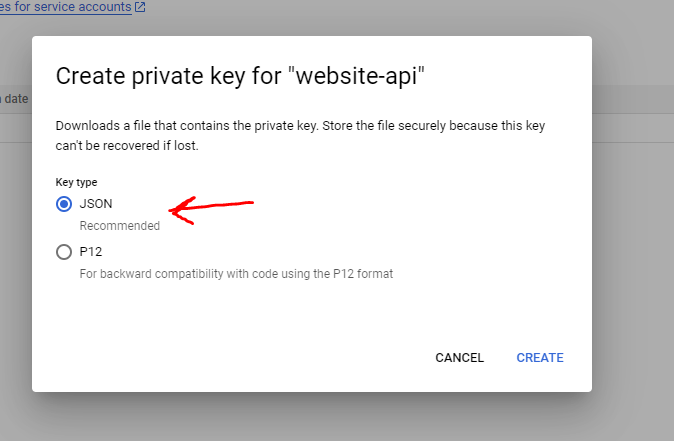 es for service accounts
date
Create private key for "website-api"
Downloads a file that contains the private key. Store the file securely because this key
can't be recovered if lost.
Key type
JSON
Recommended
P12
For backward compatibility with code using the P12 format
CANCEL CREATE